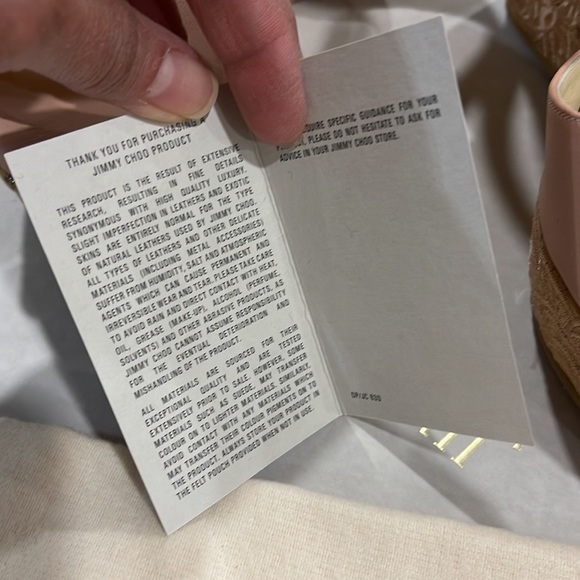 THANK YOU FOR PURCHASING A
JIMMY CHOO PRODUCT
THIS PRODUCT IS THE RESULT OF EXTENSIVE
RESEARCH, RESULTING IN FINE DETAILS
SYNONYMOUS WITH HIGH QUALITY LUXURY.
SLIGHT IMPERFECTION IN LEATHERS AND EXOTIC
SKINS ARE ENTIRELY NORMAL FOR THE TYPE
OF NATURAL LEATHERS USED BY JIMMY CHOO.
ALL TYPES OF LEATHERS AND OTHER DELICATE
MATERIALS (INCLUDING METAL ACCESSORIES)
SUFFER FROM HUMIDITY, SALT AND ATMOSPHERIC
AGENTS WHICH CAN CAUSE PERMANENT AND
IRREVERSIBLE WEAR AND TEAR. PLEASE TAKE CARE
TO AVOID RAIN AND DIRECT CONTACT WITH HEAT,
OIL, GREASE (MAKE-UP), ALCOHOL (PERFUME,
SOLVENTS) AND OTHER ABRASIVE PRODUCTS, AS
JIMMY CHOO CANNOT ASSUME RESPONSIBILITY
FOR THE EVENTUAL DETERIORATION AND
MISHANDLING OF THE PRODUCT.
ALL MATERIALS ARE SOURCED FOR THEIR
EXCEPTIONAL QUALITY AND ARE TESTED
EXTENSIVELY PRIOR TO SALE. HOWEVER, SOME
MATERIALS SUCH AS SUEDE, MAY TRANSFER
COLOUR ON TO LIGHTER MATERIALS, SIMILARLY,
AVOID CONTACT WITH ANY MATERIALS WHICH
MAY TRANSFER THEIR COLOUR PIGMENTS ON TO
THE PRODUCT. ALWAYS STORE YOUR PRODUCT IN
THE FELT POUCH PROVIDED WHEN NOT IN USE.
SPECIFIC GUIDANCE FOR YOUR
PLEASE DO NOT HESITATE TO ASK FOR
ADVICE IN YOUR JIMMY CHOO STORE.
SP/JC 630